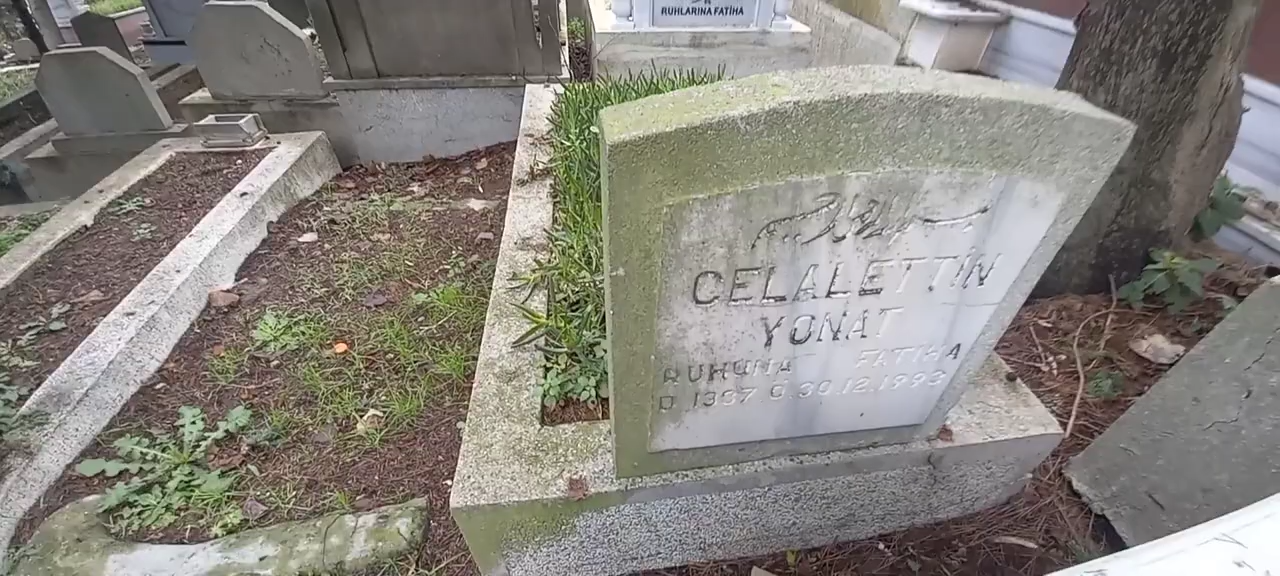 RUHLARINA FATİHA
CELALETTİN
YONAT
RUHUNA FATİHA
D. 1337 Ö. 30.12.1993